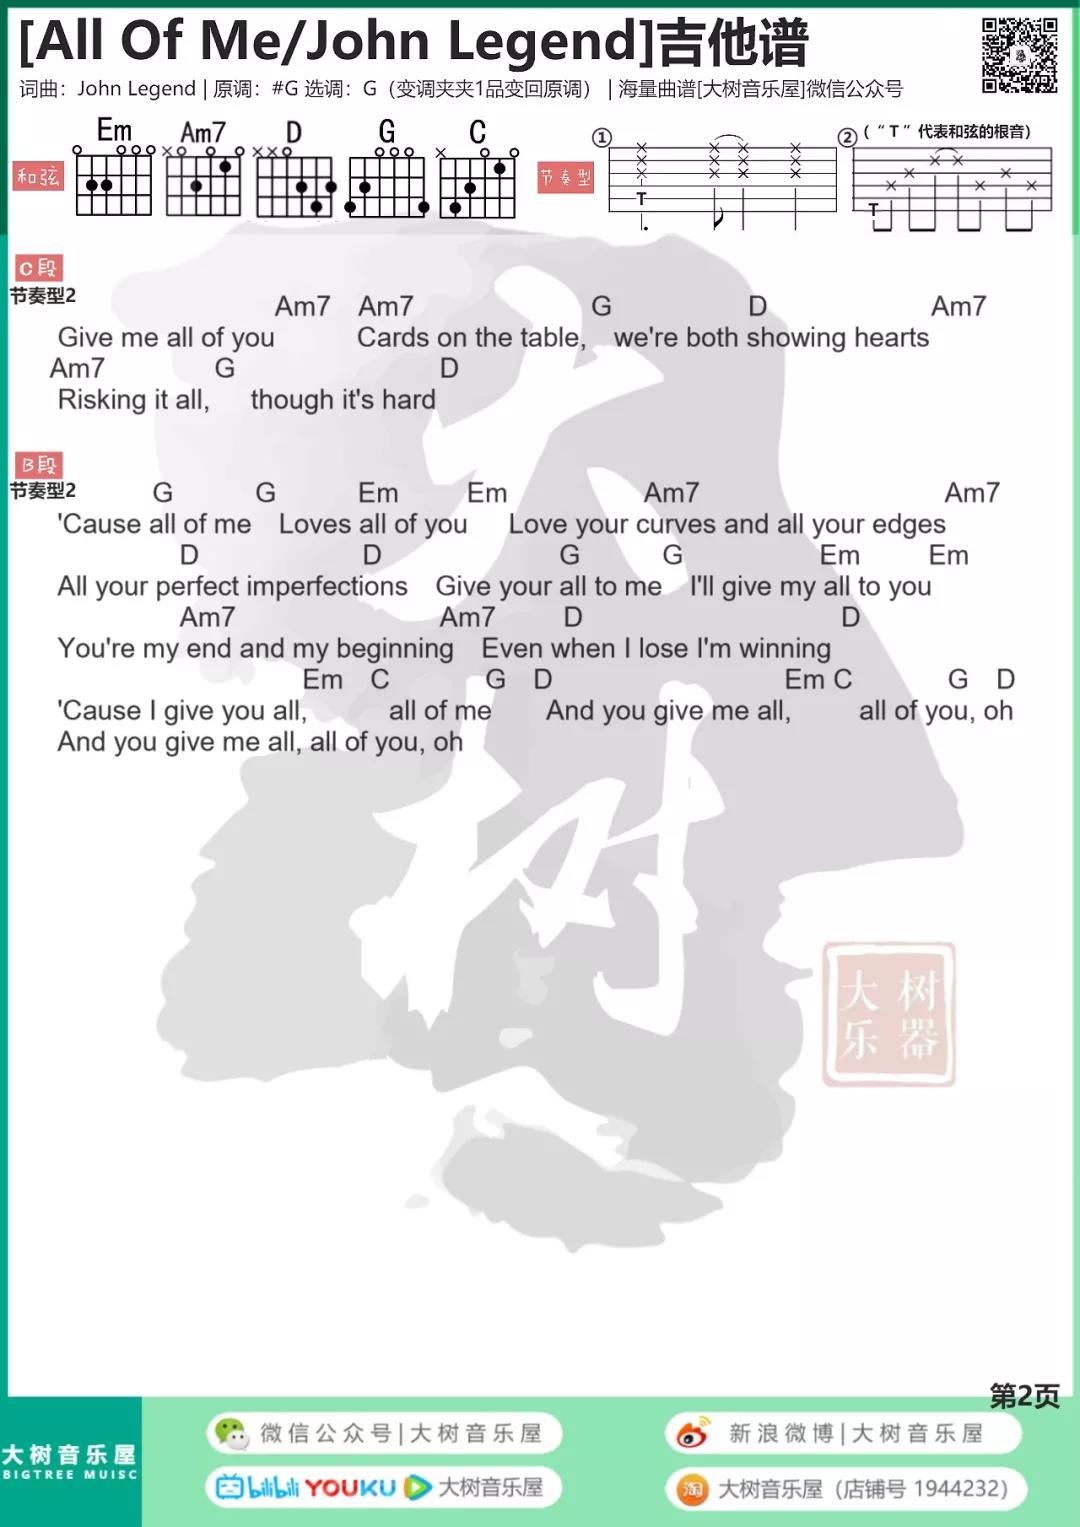 [All Of Me/John Legend]吉他谱
词曲：John Legend | 原调：#G 选调：G（变调夹夹1品变回原调） | 海量曲谱[大树音乐屋]微信公众号
和弦 Em Am7 D G C 节奏型 ① ② (“T”代表和弦的根音)
T T
C段
节奏型2
Am7 Am7 G D Am7
Give me all of you Cards on the table, we're both showing hearts
Am7 G D
Risking it all, though it's hard
B段
节奏型2
G G Em Em Am7 Am7
'Cause all of me Loves all of you Love your curves and all your edges
D D G G Em Em
All your perfect imperfections Give your all to me I'll give my all to you
Am7 Am7 D D
You're my end and my beginning Even when I lose I'm winning
Em C G D Em C G D
'Cause I give you all, all of me And you give me all, all of you, oh
And you give me all, all of you, oh
大树
大树
乐器
第2页
大树音乐屋
BIGTREE MUISC
微信公众号|大树音乐屋
新浪微博|大树音乐屋
bilibili YOUKU 大树音乐屋
淘 大树音乐屋（店铺号 1944232）